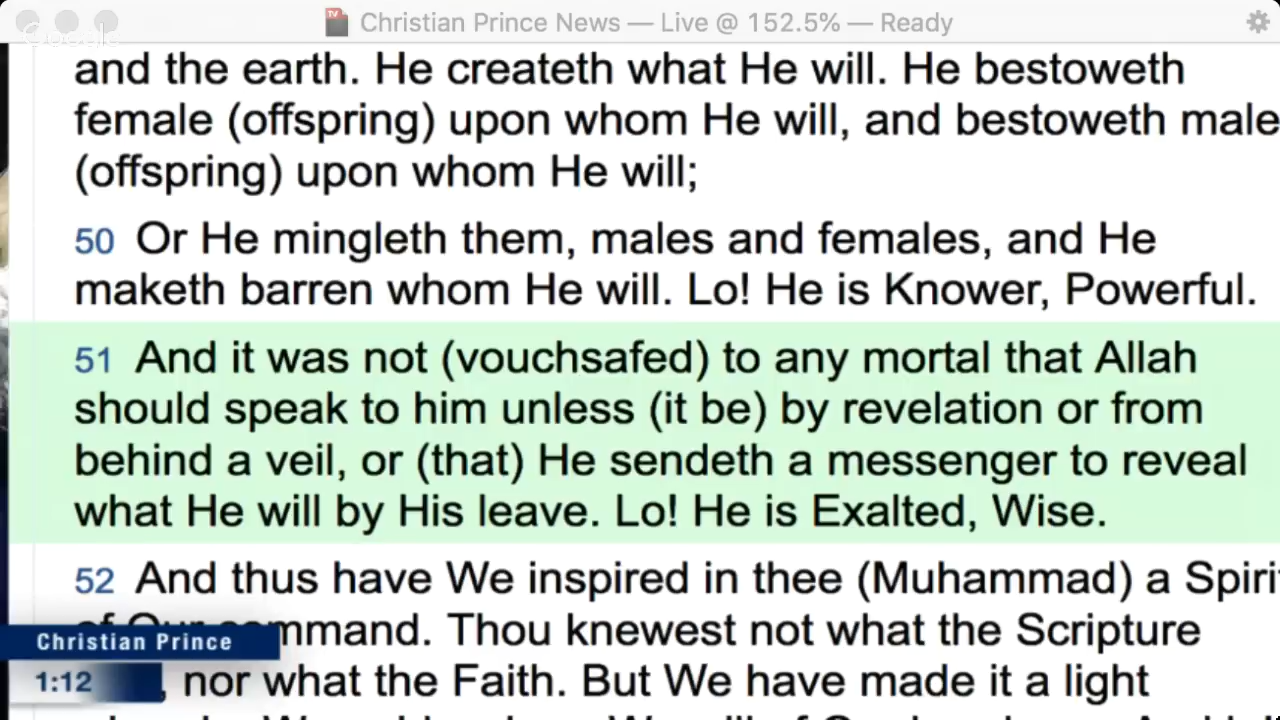 Christian Prince News — Live @ 152.5% — Ready
Google
and the earth. He createth what He will. He bestoweth
female (offspring) upon whom He will, and bestoweth male
(offspring) upon whom He will;
50 Or He mingleth them, males and females, and He
maketh barren whom He will. Lo! He is Knower, Powerful.
51 And it was not (vouchsafed) to any mortal that Allah
should speak to him unless (it be) by revelation or from
behind a veil, or (that) He sendeth a messenger to reveal
what He will by His leave. Lo! He is Exalted, Wise.
52 And thus have We inspired in thee (Muhammad) a Spiri
of Our command. Thou knewest not what the Scripture
Christian Prince
1:12
, nor what the Faith. But We have made it a light